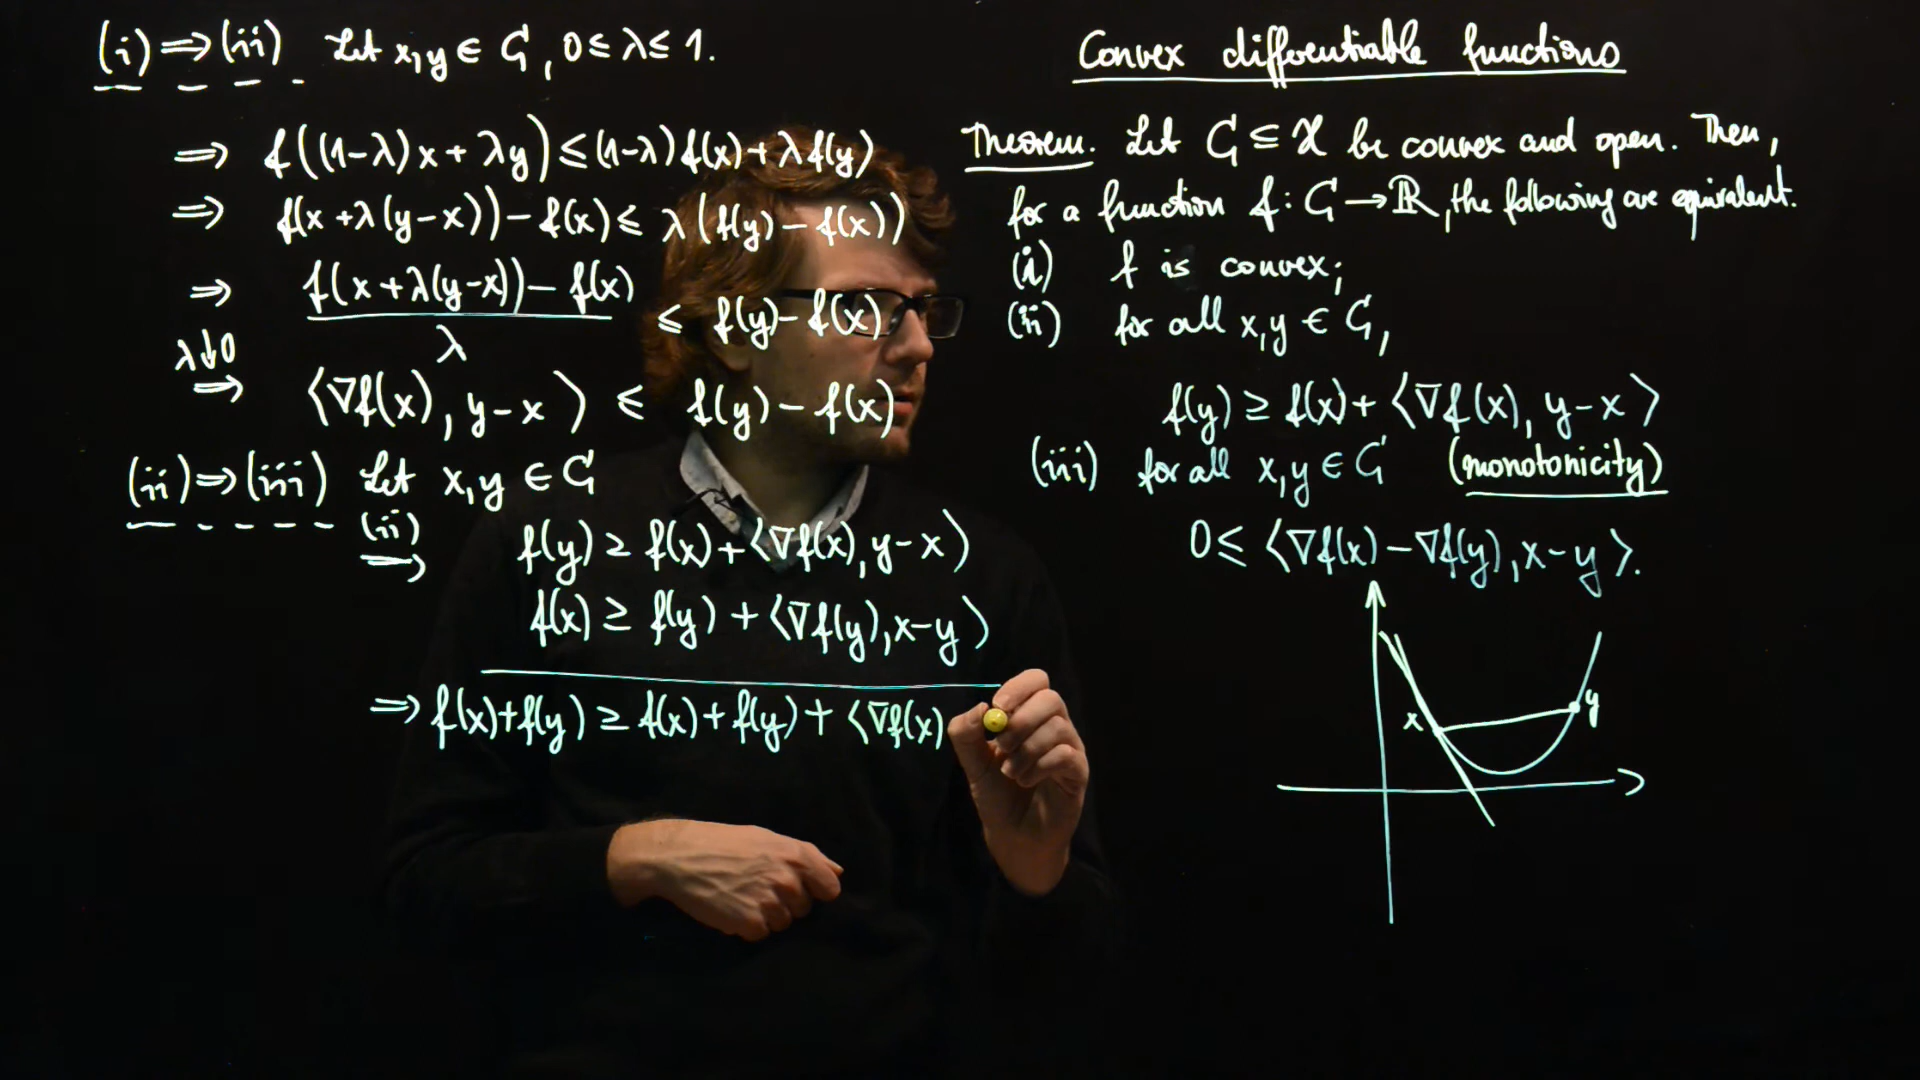 (i) ⇒ (ii) Let x, y ∈ G, 0 ≤ λ ≤ 1.
⇒ f((1-λ)x + λy) ≤ (1-λ)f(x) + λf(y)
⇒ f(x + λ(y-x)) - f(x) ≤ λ(f(y) - f(x))
⇒ f(x + λ(y-x)) - f(x) / λ ≤ f(y) - f(x)
λ↓0 ⇒ ⟨∇f(x), y-x⟩ ≤ f(y) - f(x)
(ii) ⇒ (iii) Let x, y ∈ G
(ii) ⇒ f(y) ≥ f(x) + ⟨∇f(x), y-x⟩
f(x) ≥ f(y) + ⟨∇f(y), x-y⟩
⇒ f(x)+f(y) ≥ f(x) + f(y) + ⟨∇f(x)
Convex differentiable functions
Theorem. Let G ⊆ X be convex and open. Then,
for a function f: G → ℝ, the following are equivalent.
(i) f is convex;
(ii) for all x, y ∈ G,
f(y) ≥ f(x) + ⟨∇f(x), y-x⟩
(iii) for all x, y ∈ G (monotonicity)
0 ≤ ⟨∇f(x) - ∇f(y), x-y⟩.
x y